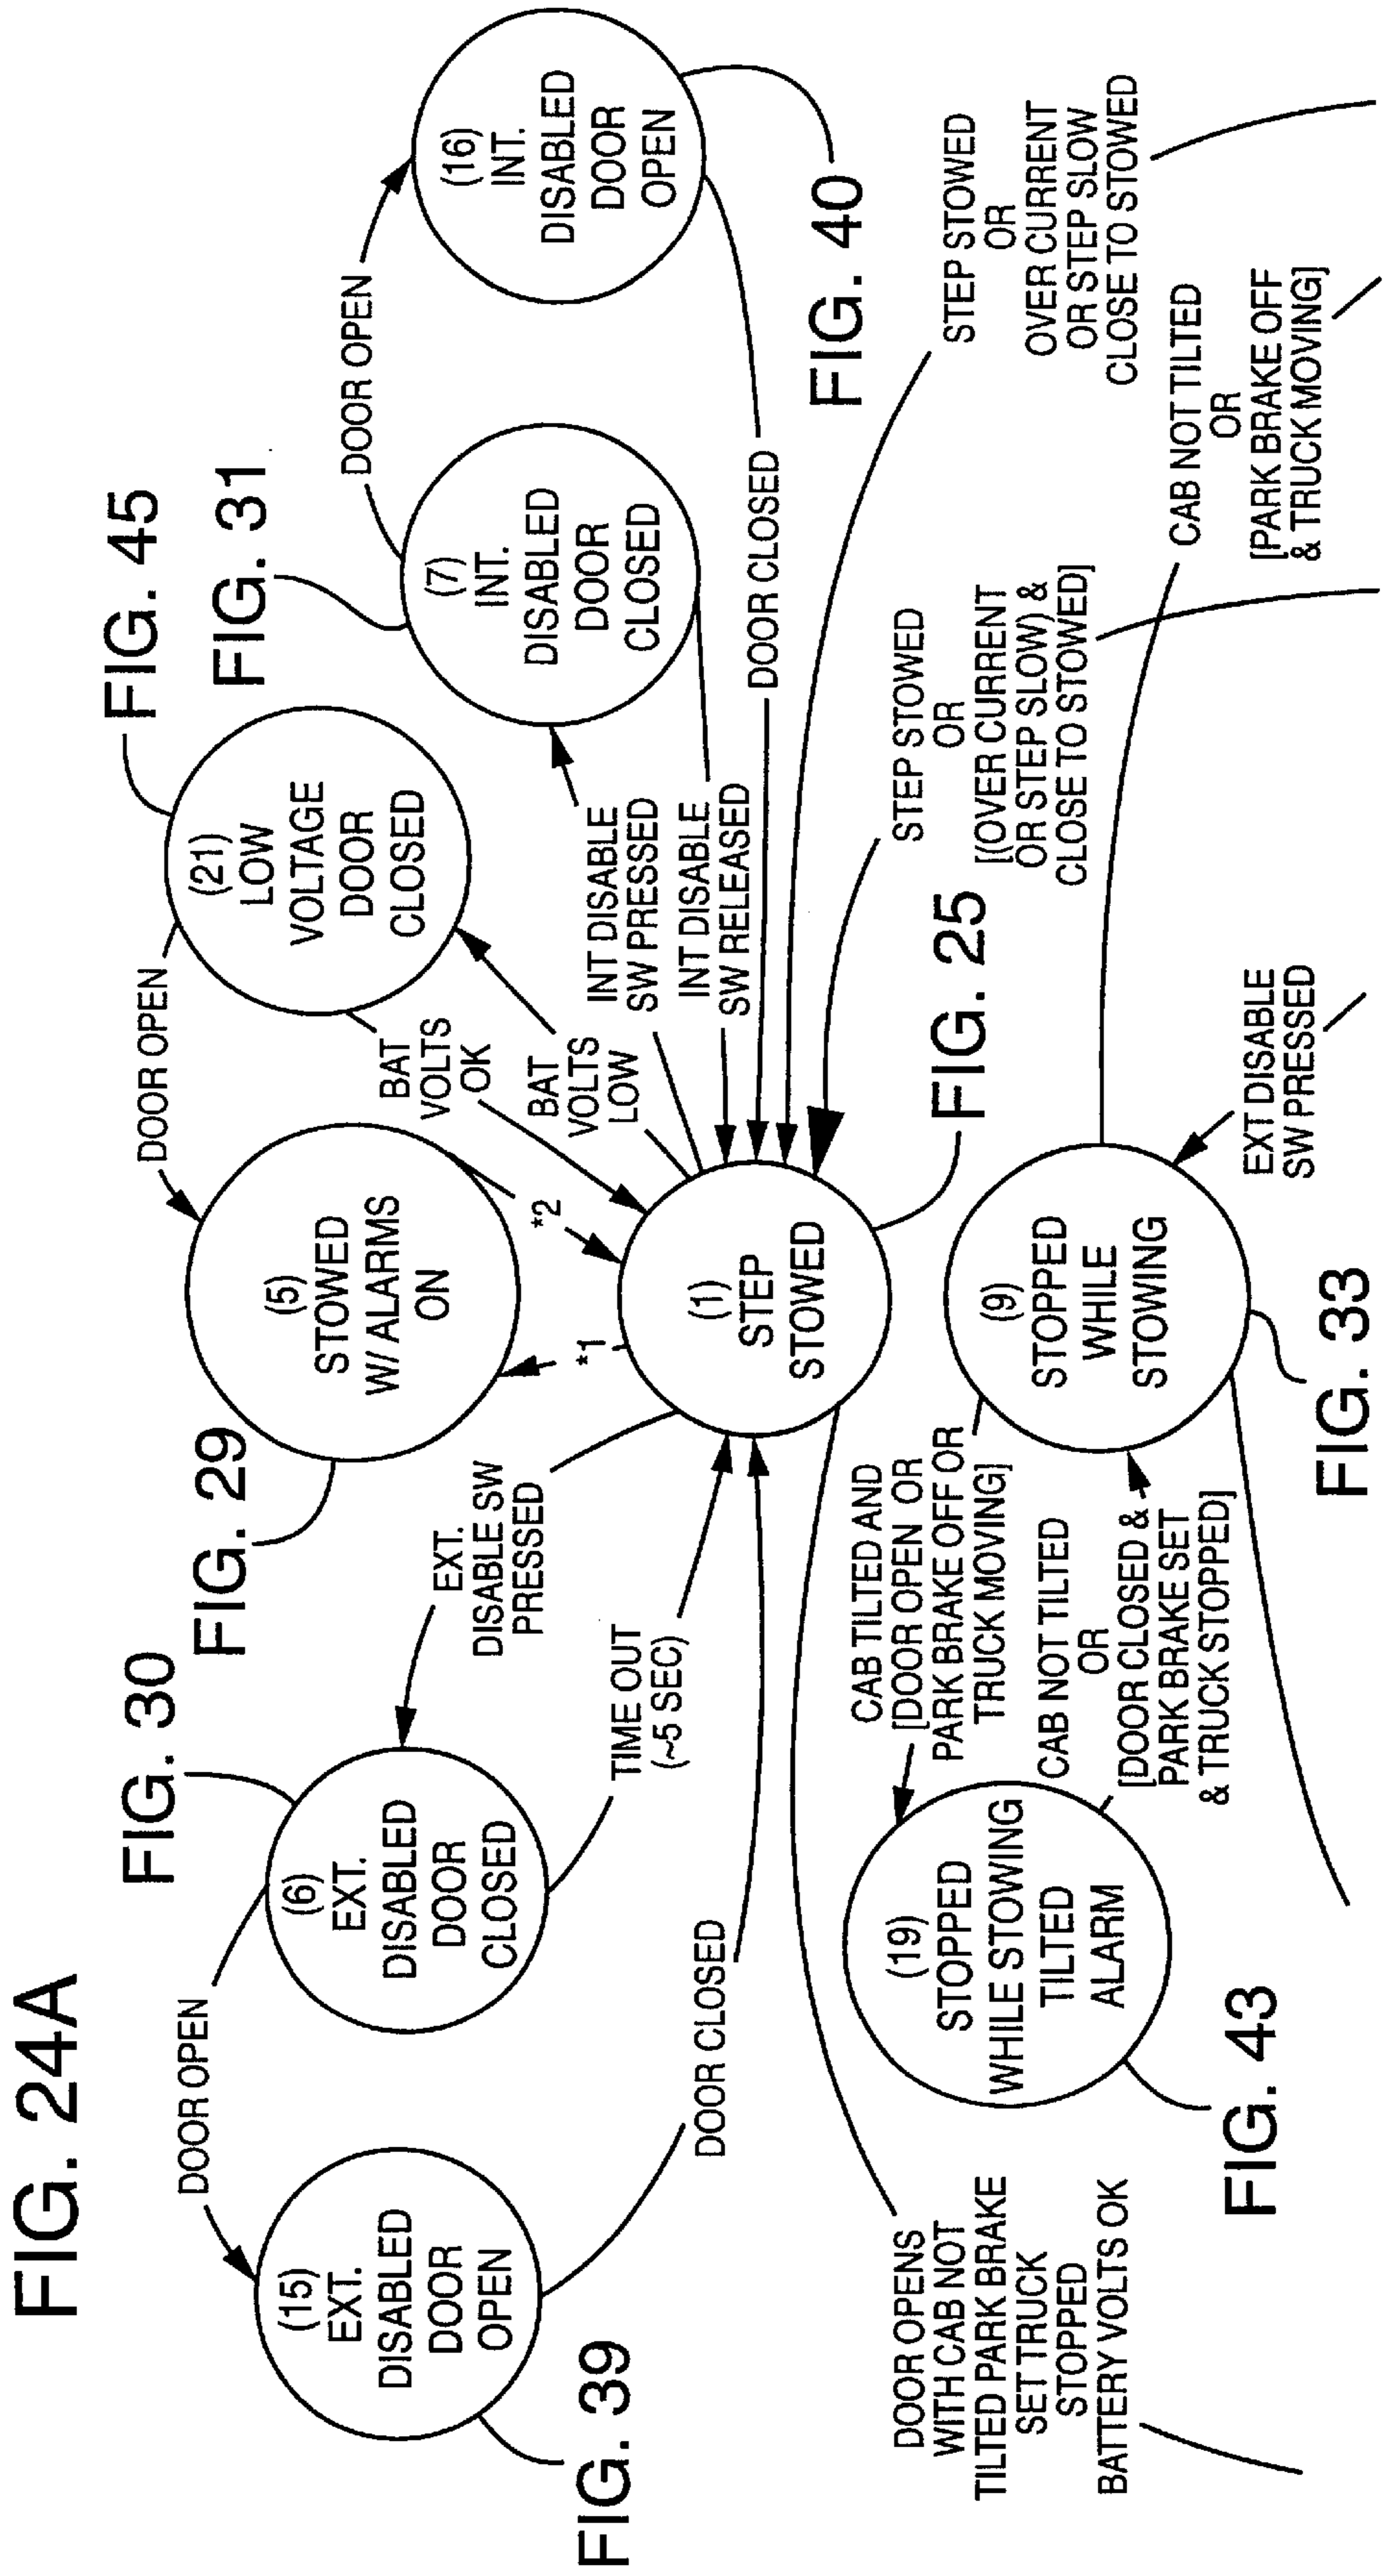 FIG. 24A
FIG. 39
(15)
EXT.
DISABLED
DOOR
OPEN
DOOR OPEN
FIG. 30
(6)
EXT.
DISABLED
DOOR
CLOSED
EXT.
DISABLE SW
PRESSED
TIME OUT
(~5 SEC)
DOOR CLOSED
FIG. 29
(5)
STOWED
W/ ALARMS
ON
*1
*2
DOOR OPEN
FIG. 45
(21)
LOW
VOLTAGE
DOOR
CLOSED
BAT
VOLTS
OK
BAT
VOLTS
LOW
FIG. 31
(7)
INT.
DISABLED
DOOR
CLOSED
INT DISABLE
SW PRESSED
INT DISABLE
SW RELEASED
DOOR OPEN
(16)
INT.
DISABLED
DOOR
OPEN
FIG. 40
DOOR CLOSED
(1)
STEP
STOWED
FIG. 25
STEP STOWED
OR
[(OVER CURRENT
OR STEP SLOW) &
CLOSE TO STOWED]
STEP STOWED
OR
OVER CURRENT
OR STEP SLOW
CLOSE TO STOWED
DOOR OPENS
WITH CAB NOT
TILTED PARK BRAKE
SET TRUCK
STOPPED
BATTERY VOLTS OK
(19)
STOPPED
WHILE STOWING
TILTED
ALARM
FIG. 43
CAB TILTED AND
[DOOR OPEN OR
PARK BRAKE OFF OR
TRUCK MOVING]
CAB NOT TILTED
OR
[DOOR CLOSED &
PARK BRAKE SET
& TRUCK STOPPED]
(9)
STOPPED
WHILE
STOWING
FIG. 33
EXT DISABLE
SW PRESSED
CAB NOT TILTED
OR
[PARK BRAKE OFF
& TRUCK MOVING]